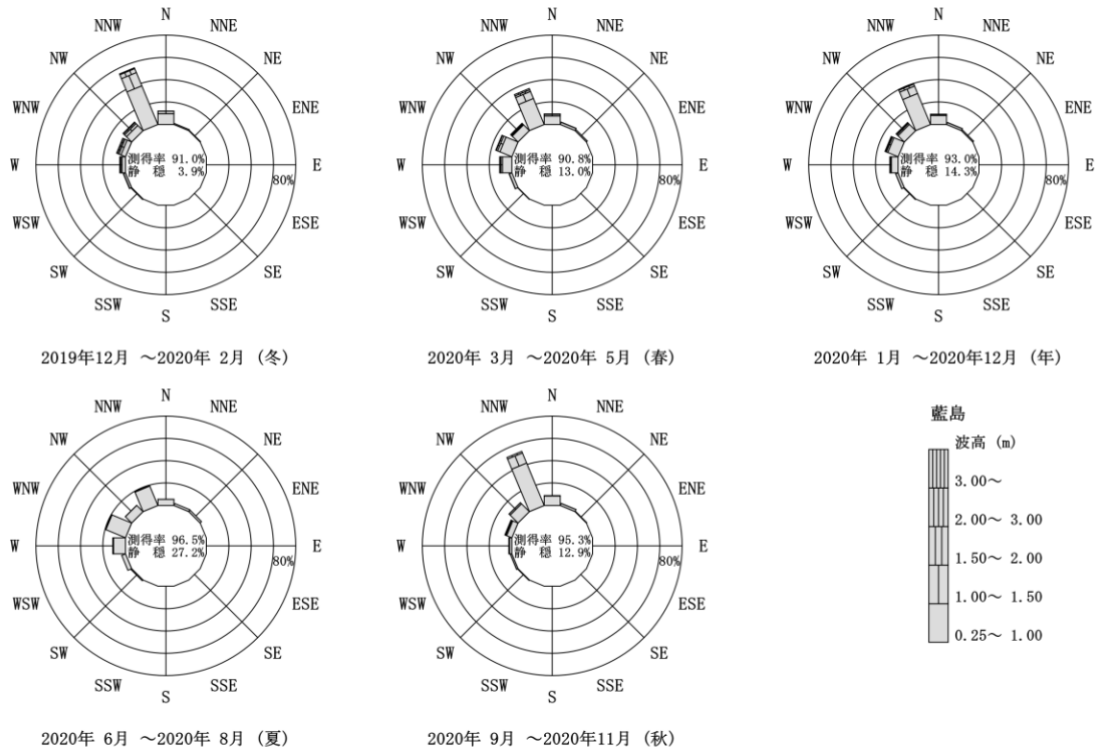 N
NNW NNE
NW NE
WNW ENE
W E
測得率 91.0%
静 穏 3.9%
80%
WSW ESE
SW SE
SSW SSE
S
2019年12月 ～2020年 2月 (冬)
N
NNW NNE
NW NE
WNW ENE
W E
測得率 90.8%
静 穏 13.0%
80%
WSW ESE
SW SE
SSW SSE
S
2020年 3月 ～2020年 5月 (春)
N
NNW NNE
NW NE
WNW ENE
W E
測得率 93.0%
静 穏 14.3%
80%
WSW ESE
SW SE
SSW SSE
S
2020年 1月 ～2020年12月 (年)
N
NNW NNE
NW NE
WNW ENE
W E
測得率 96.5%
静 穏 27.2%
80%
WSW ESE
SW SE
SSW SSE
S
2020年 6月 ～2020年 8月 (夏)
N
NNW NNE
NW NE
WNW ENE
W E
測得率 95.3%
静 穏 12.9%
80%
WSW ESE
SW SE
SSW SSE
S
2020年 9月 ～2020年11月 (秋)
藍島
波高 (m)
3.00～
2.00～ 3.00
1.50～ 2.00
1.00～ 1.50
0.25～ 1.00